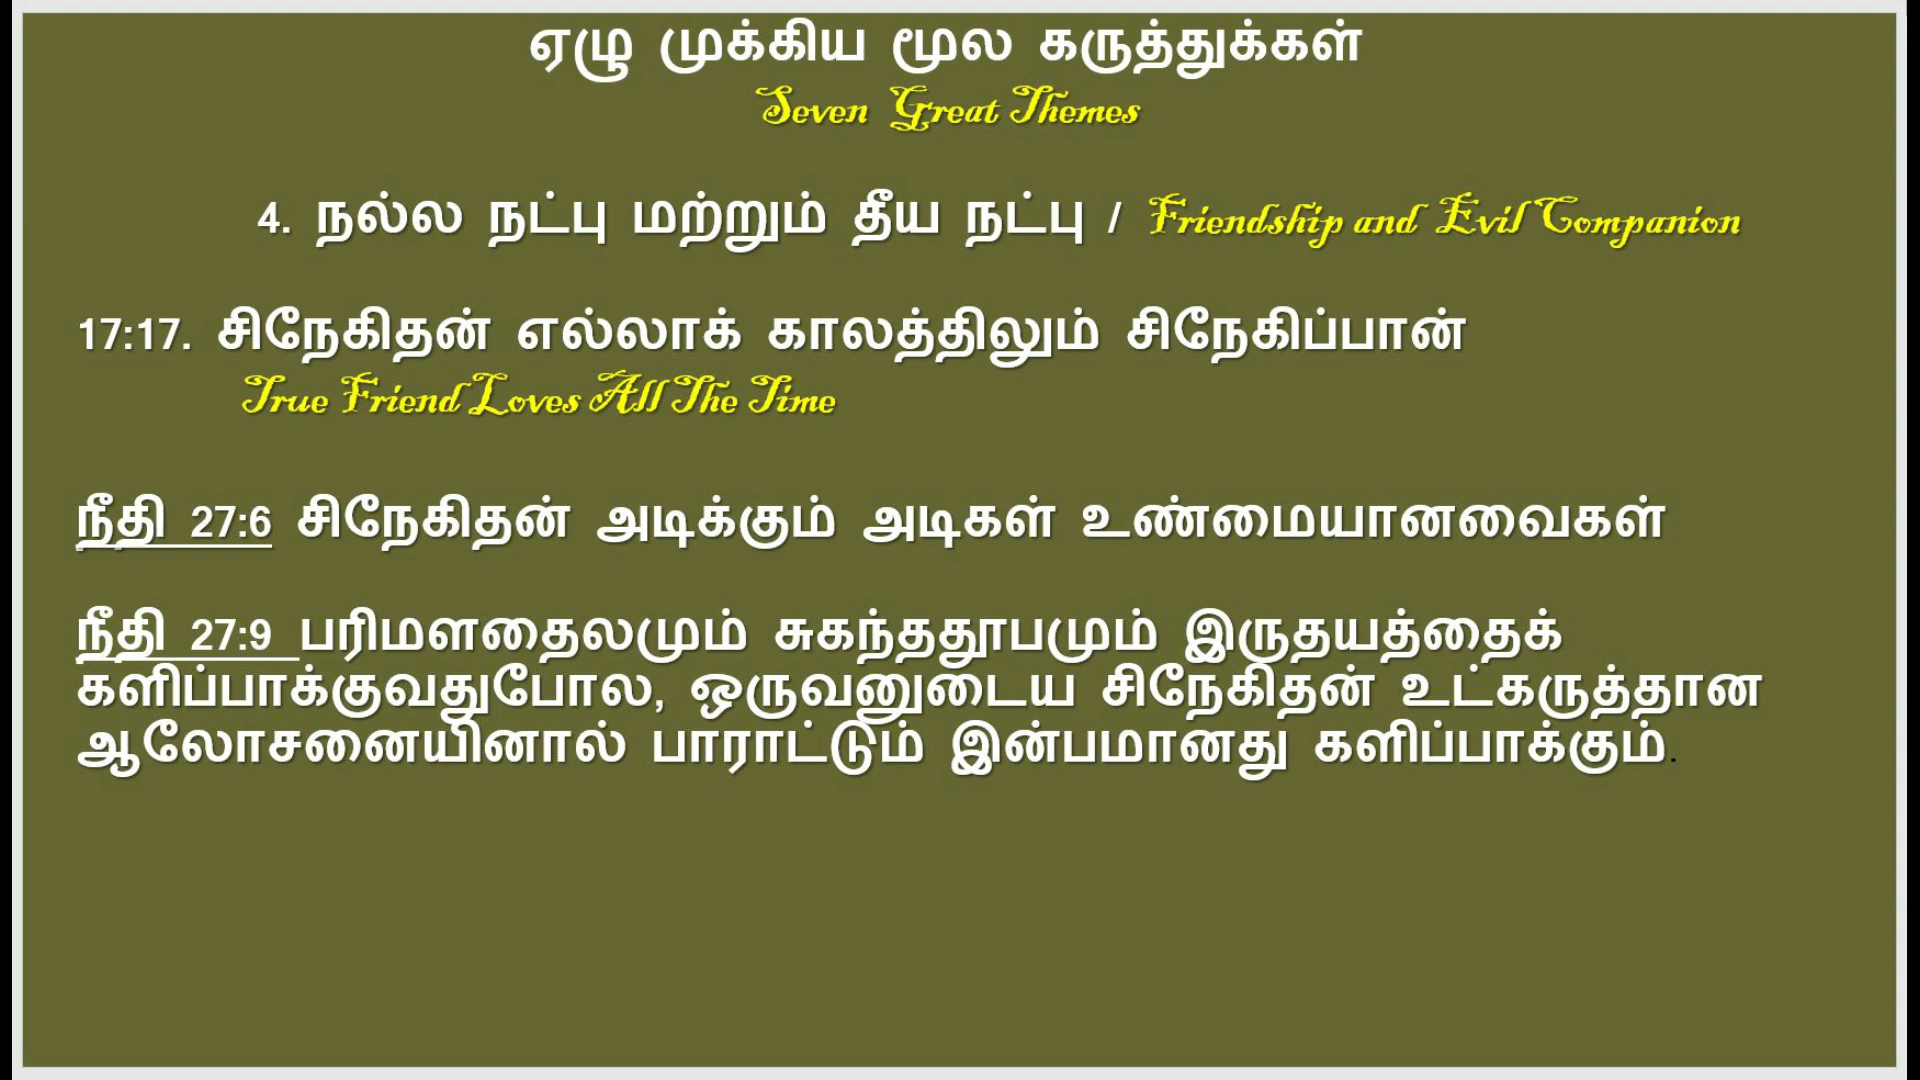 ஏழு முக்கிய மூல கருத்துக்கள்
Seven Great Themes
4. நல்ல நட்பு மற்றும் தீய நட்பு / Friendship and Evil Companion
17:17. சிநேகிதன் எல்லாக் காலத்திலும் சிநேகிப்பான்
True Friend Loves All The Time
நீதி 27:6 சிநேகிதன் அடிக்கும் அடிகள் உண்மையானவைகள்
நீதி 27:9 பரிமளதைலமும் சுகந்ததூபமும் இருதயத்தைக்
களிப்பாக்குவதுபோல, ஒருவனுடைய சிநேகிதன் உட்கருத்தான
ஆலோசனையினால் பாராட்டும் இன்பமானது களிப்பாக்கும்.